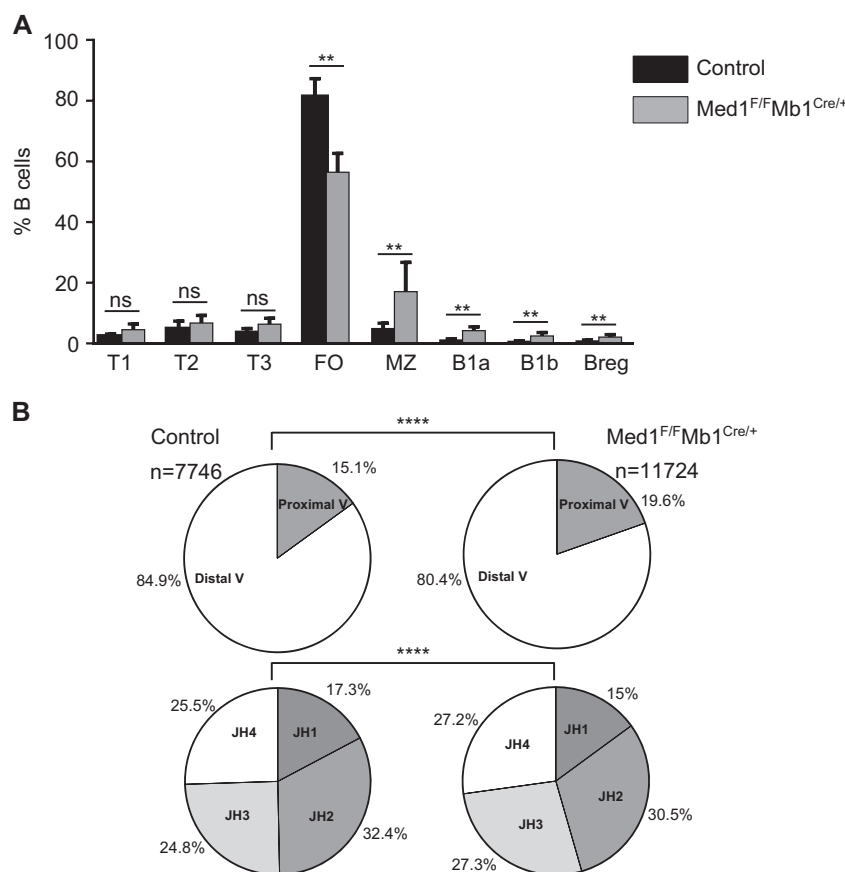 A
100
80
60
40
20
0
% B cells
ns
ns
ns
**
**
**
**
**
T1 T2 T3 FO MZ B1a B1b Breg
Control
Med1F/FMb1Cre/+
B
****
Control
n=7746
Med1F/FMb1Cre/+
n=11724
15.1%
Proximal V
Distal V
84.9%
19.6%
Proximal V
Distal V
80.4%
****
17.3%
25.5%
JH4
JH1
JH3
JH2
24.8%
32.4%
15%
27.2%
JH4
JH1
JH2
JH3
30.5%
27.3%